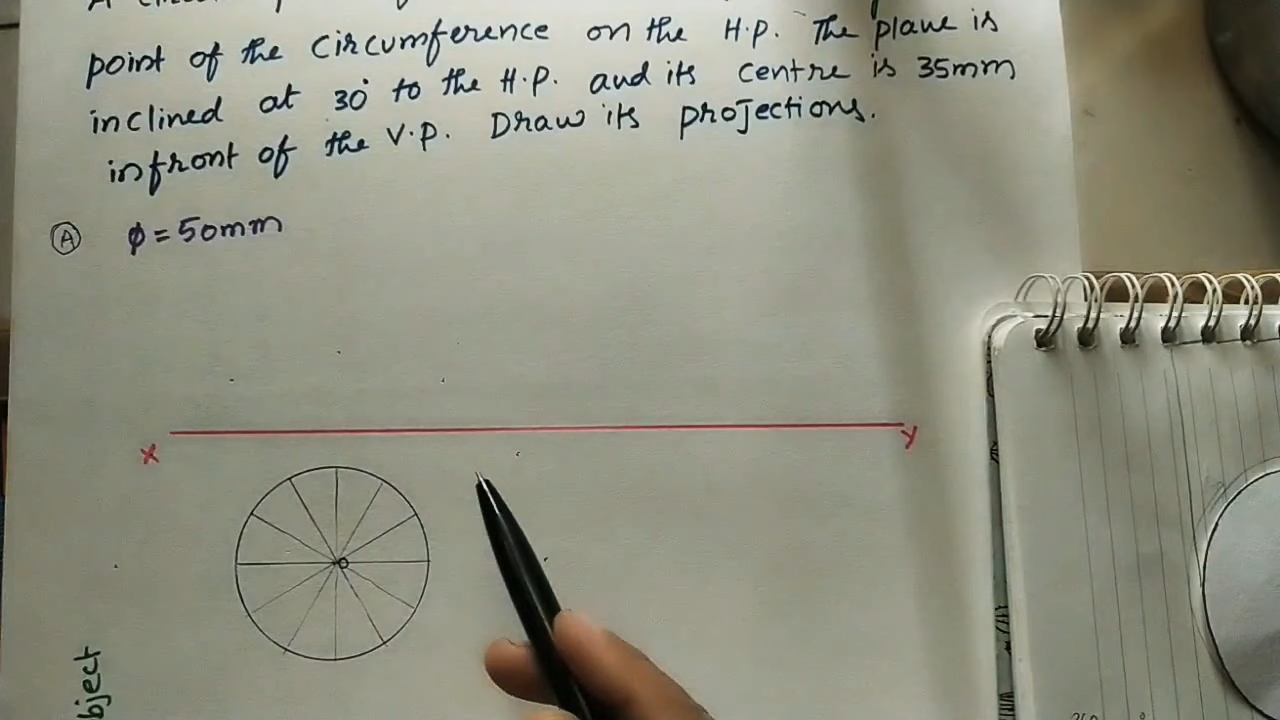 point of the circumference on the H.P. The plane is
inclined at 30° to the H.P. and its centre is 35mm
infront of the V.P. Draw its projections.
A φ = 50mm
X
Y
o
bject